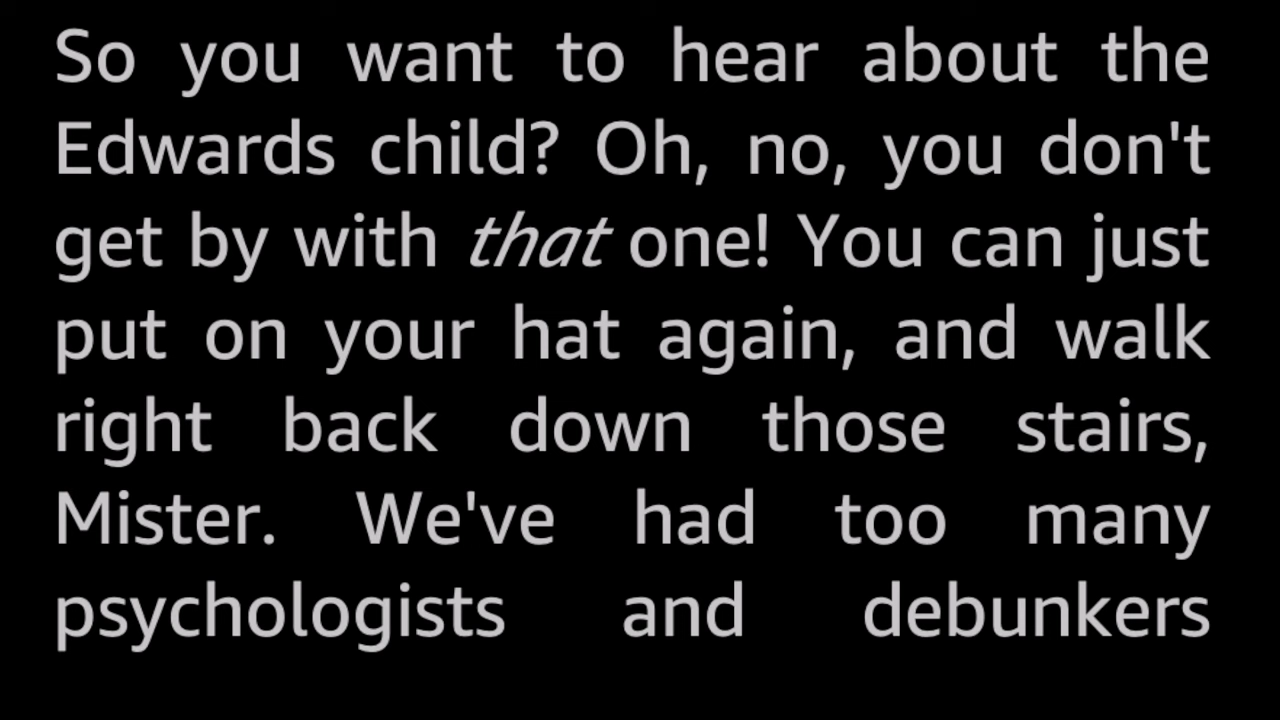 So you want to hear about the
Edwards child? Oh, no, you don't
get by with that one! You can just
put on your hat again, and walk
right back down those stairs,
Mister. We've had too many
psychologists and debunkers